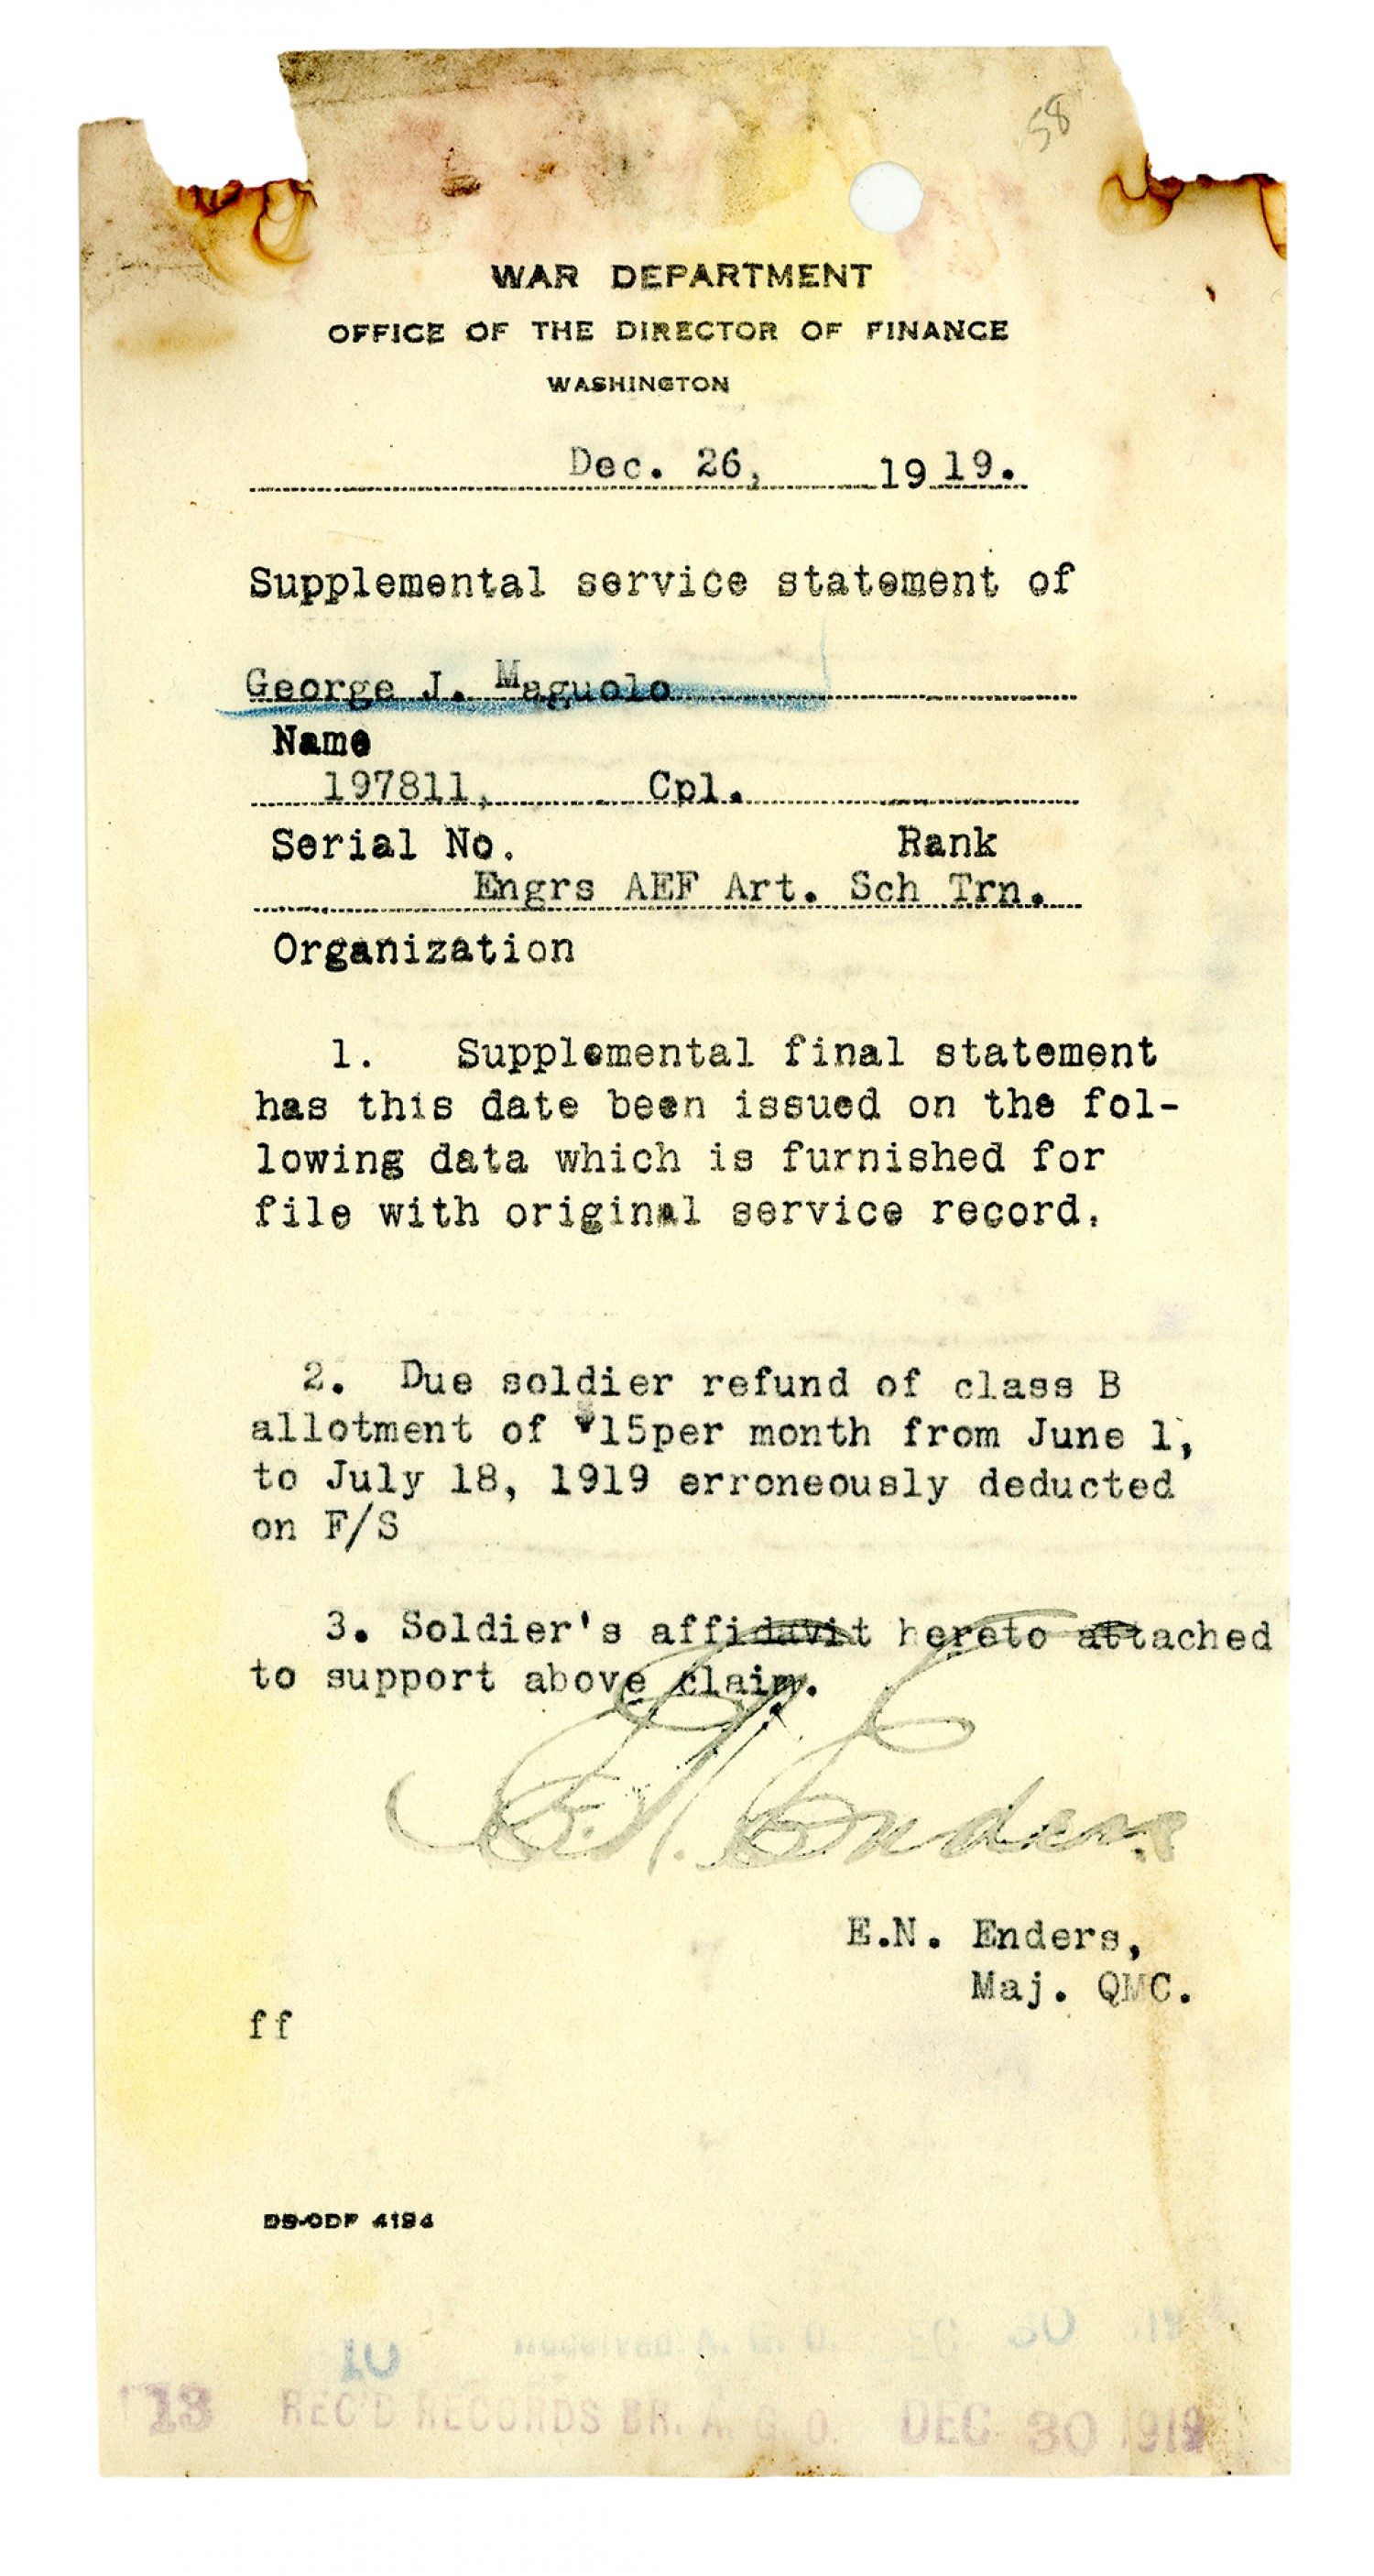 58
WAR DEPARTMENT
OFFICE OF THE DIRECTOR OF FINANCE
WASHINGTON
Dec. 26, 1919.
Supplemental service statement of
George J. Maguolo
Name
197811, Cpl.
Serial No. Rank
Engrs AEF Art. Sch Trn.
Organization
1. Supplemental final statement
has this date been issued on the fol-
lowing data which is furnished for
file with original service record.
2. Due soldier refund of class B
allotment of $15per month from June 1,
to July 18, 1919 erroneously deducted
on F/S
3. Soldier's affidavit hereto attached
to support above claim.
E. N. Enders
E.N. Enders,
Maj. QMC.
ff
DS-ODF 4194
10 Received A. G. O. DEC 30 1919
13 REC'D RECORDS BR. A. G. O. DEC 30 1919